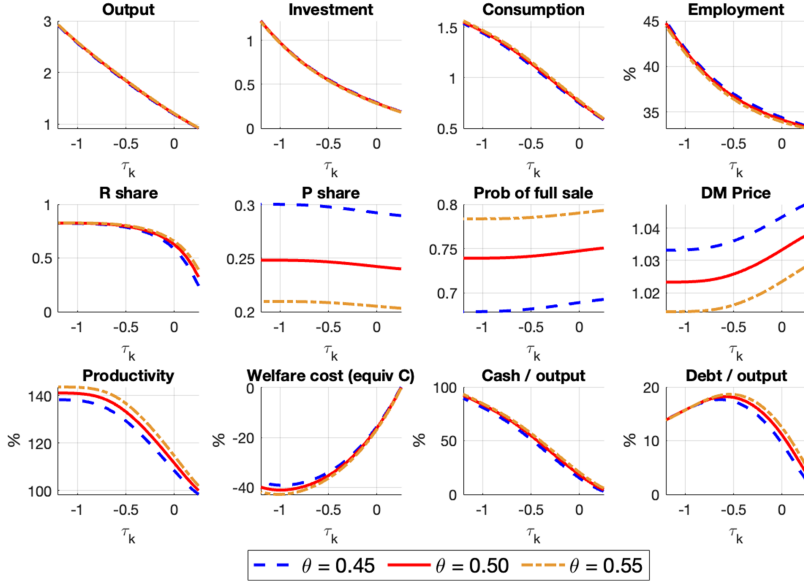 Output Investment Consumption Employment
3 2 1
-1 -0.5 0
τk
1 0.5 0
-1 -0.5 0
τk
1.5 1 0.5
-1 -0.5 0
τk
% 45 40 35
-1 -0.5 0
τk
R share P share Prob of full sale DM Price
1 0.5 0
-1 -0.5 0
τk
0.3 0.25 0.2
-1 -0.5 0
τk
0.8 0.75 0.7
-1 -0.5 0
τk
1.04 1.03 1.02
-1 -0.5 0
τk
Productivity Welfare cost (equiv C) Cash / output Debt / output
% 140 120 100
-1 -0.5 0
τk
% 0 -20 -40
-1 -0.5 0
τk
% 100 50 0
-1 -0.5 0
τk
% 20 10 0
-1 -0.5 0
τk
θ = 0.45 θ = 0.50 θ = 0.55